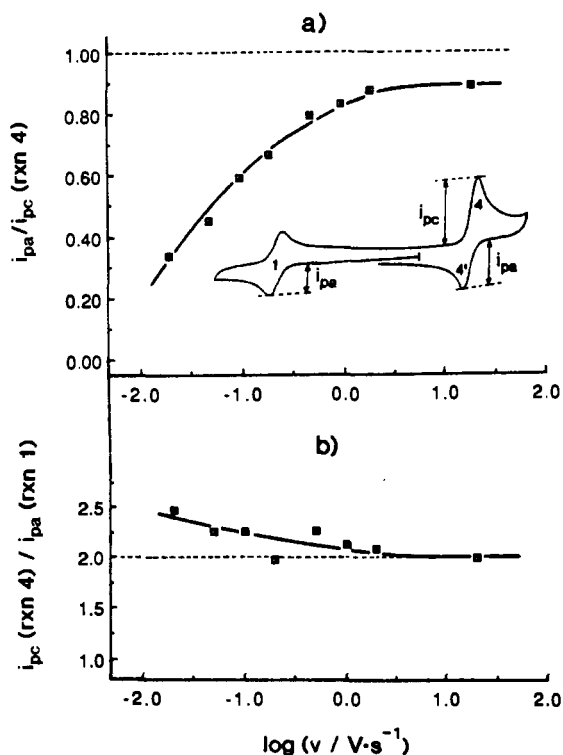 a)
i_pa/i_pc (rxn 4)
1.00
0.80
0.60
0.40
0.20
0.00
i_pc
4
1
i_pa
4'
i_pa
-2.0 -1.0 0.0 1.0 2.0
b)
i_pc (rxn 4) / i_pa (rxn 1)
2.5
2.0
1.5
1.0
-2.0 -1.0 0.0 1.0 2.0
log (v / V·s⁻¹)